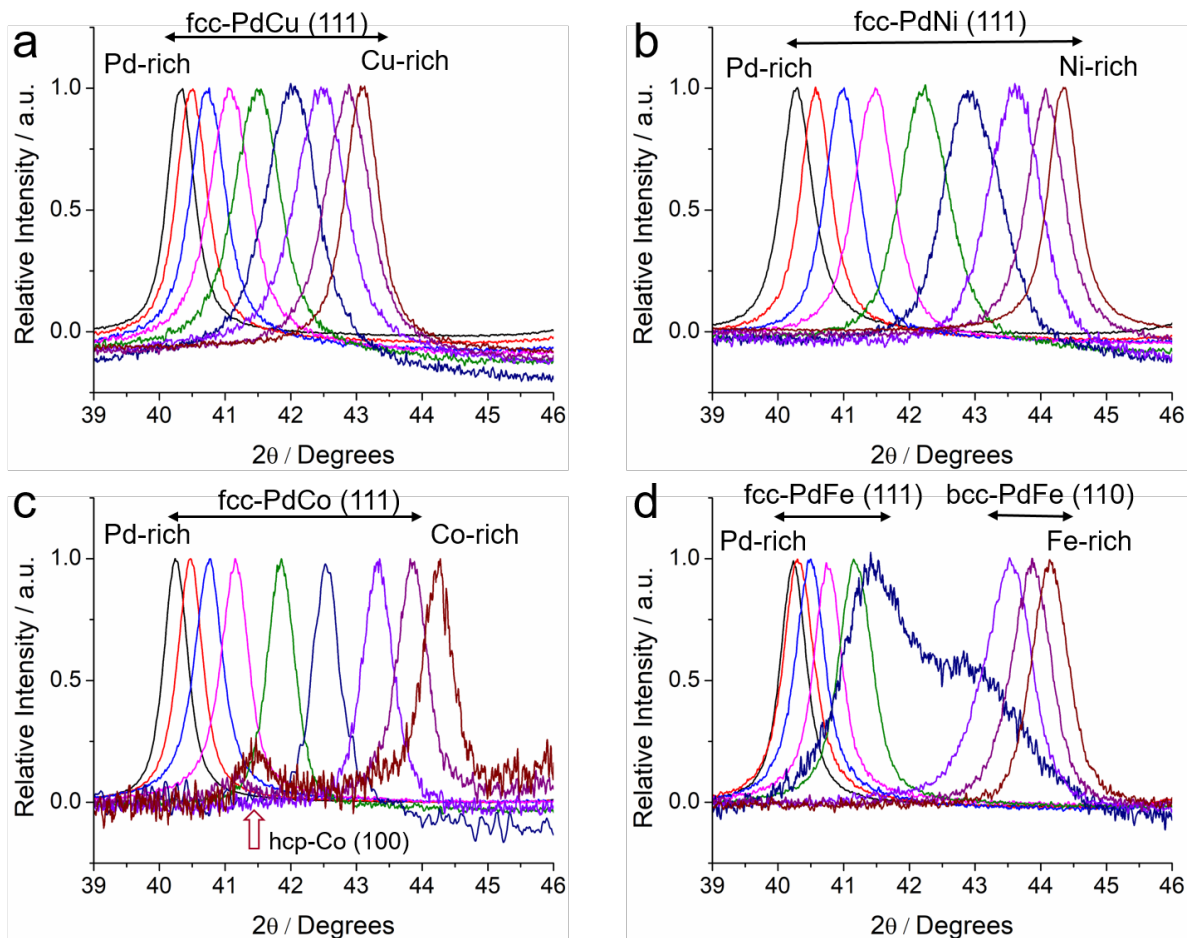 a
fcc-PdCu (111)
Pd-rich
Cu-rich
Relative Intensity / a.u.
1.0
0.5
0.0
39 40 41 42 43 44 45 46
2θ / Degrees
b
fcc-PdNi (111)
Pd-rich
Ni-rich
Relative Intensity / a.u.
1.0
0.5
0.0
39 40 41 42 43 44 45 46
2θ / Degrees
c
fcc-PdCo (111)
Pd-rich
Co-rich
Relative Intensity / a.u.
1.0
0.5
0.0
hcp-Co (100)
39 40 41 42 43 44 45 46
2θ / Degrees
d
fcc-PdFe (111) bcc-PdFe (110)
Pd-rich
Fe-rich
Relative Intensity / a.u.
1.0
0.5
0.0
39 40 41 42 43 44 45 46
2θ / Degrees